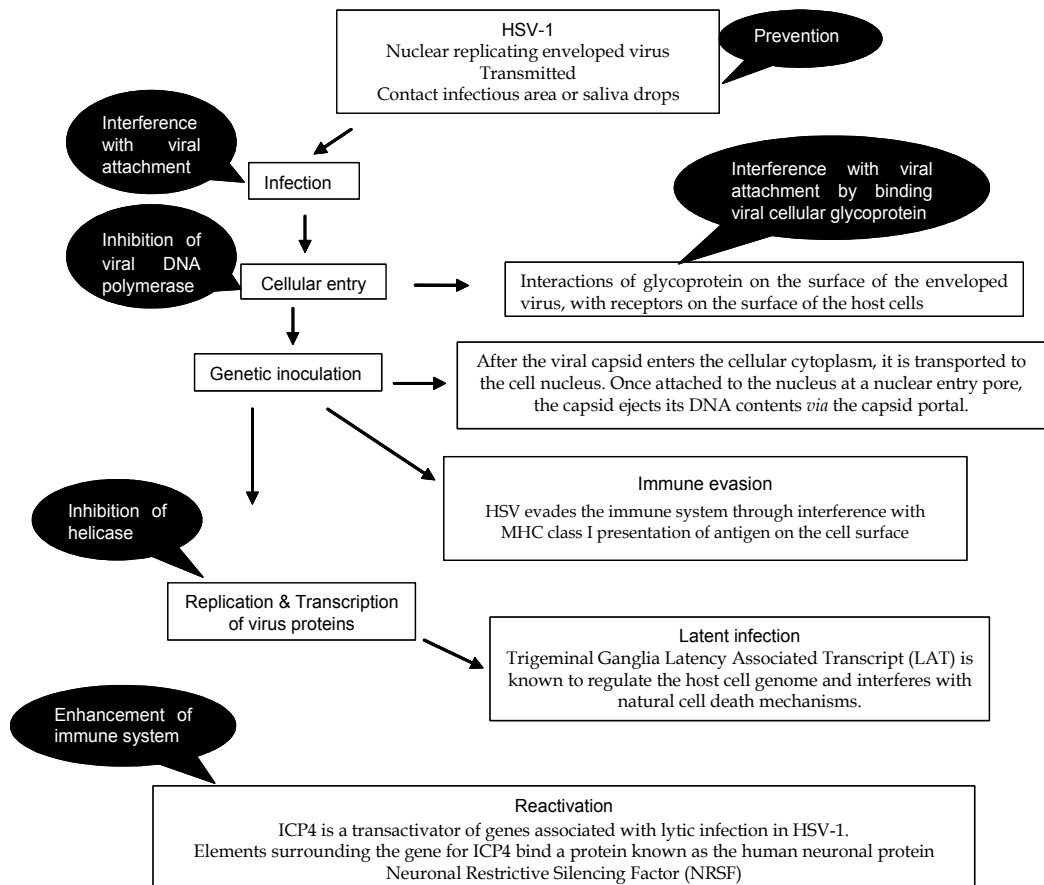 HSV-1
Nuclear replicating enveloped virus
Transmitted
Contact infectious area or saliva drops
Prevention
Interference
with viral
attachment
Infection
Interference with viral
attachment by binding
viral cellular glycoprotein
Inhibition of
viral DNA
polymerase
Cellular entry
Interactions of glycoprotein on the surface of the enveloped
virus, with receptors on the surface of the host cells
Genetic inoculation
After the viral capsid enters the cellular cytoplasm, it is transported to
the cell nucleus. Once attached to the nucleus at a nuclear entry pore,
the capsid ejects its DNA contents via the capsid portal.
Immune evasion
HSV evades the immune system through interference with
MHC class I presentation of antigen on the cell surface
Inhibition of
helicase
Replication & Transcription
of virus proteins
Latent infection
Trigeminal Ganglia Latency Associated Transcript (LAT) is
known to regulate the host cell genome and interferes with
natural cell death mechanisms.
Enhancement of
immune system
Reactivation
ICP4 is a transactivator of genes associated with lytic infection in HSV-1.
Elements surrounding the gene for ICP4 bind a protein known as the human neuronal protein
Neuronal Restrictive Silencing Factor (NRSF)